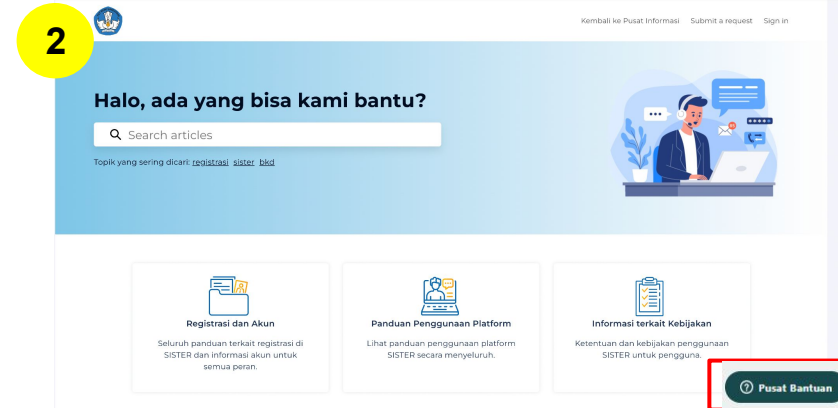 2
Kembali ke Pusat Informasi Submit a request Sign in
Halo, ada yang bisa kami bantu?
Search articles
Topik yang sering dicari: registrasi sister bkd
Registrasi dan Akun
Seluruh panduan terkait registrasi di
SISTER dan informasi akun untuk
semua peran.
Panduan Penggunaan Platform
Lihat panduan penggunaan platform
SISTER secara menyeluruh.
Informasi terkait Kebijakan
Ketentuan dan kebijakan penggunaan
SISTER untuk pengguna.
Pusat Bantuan